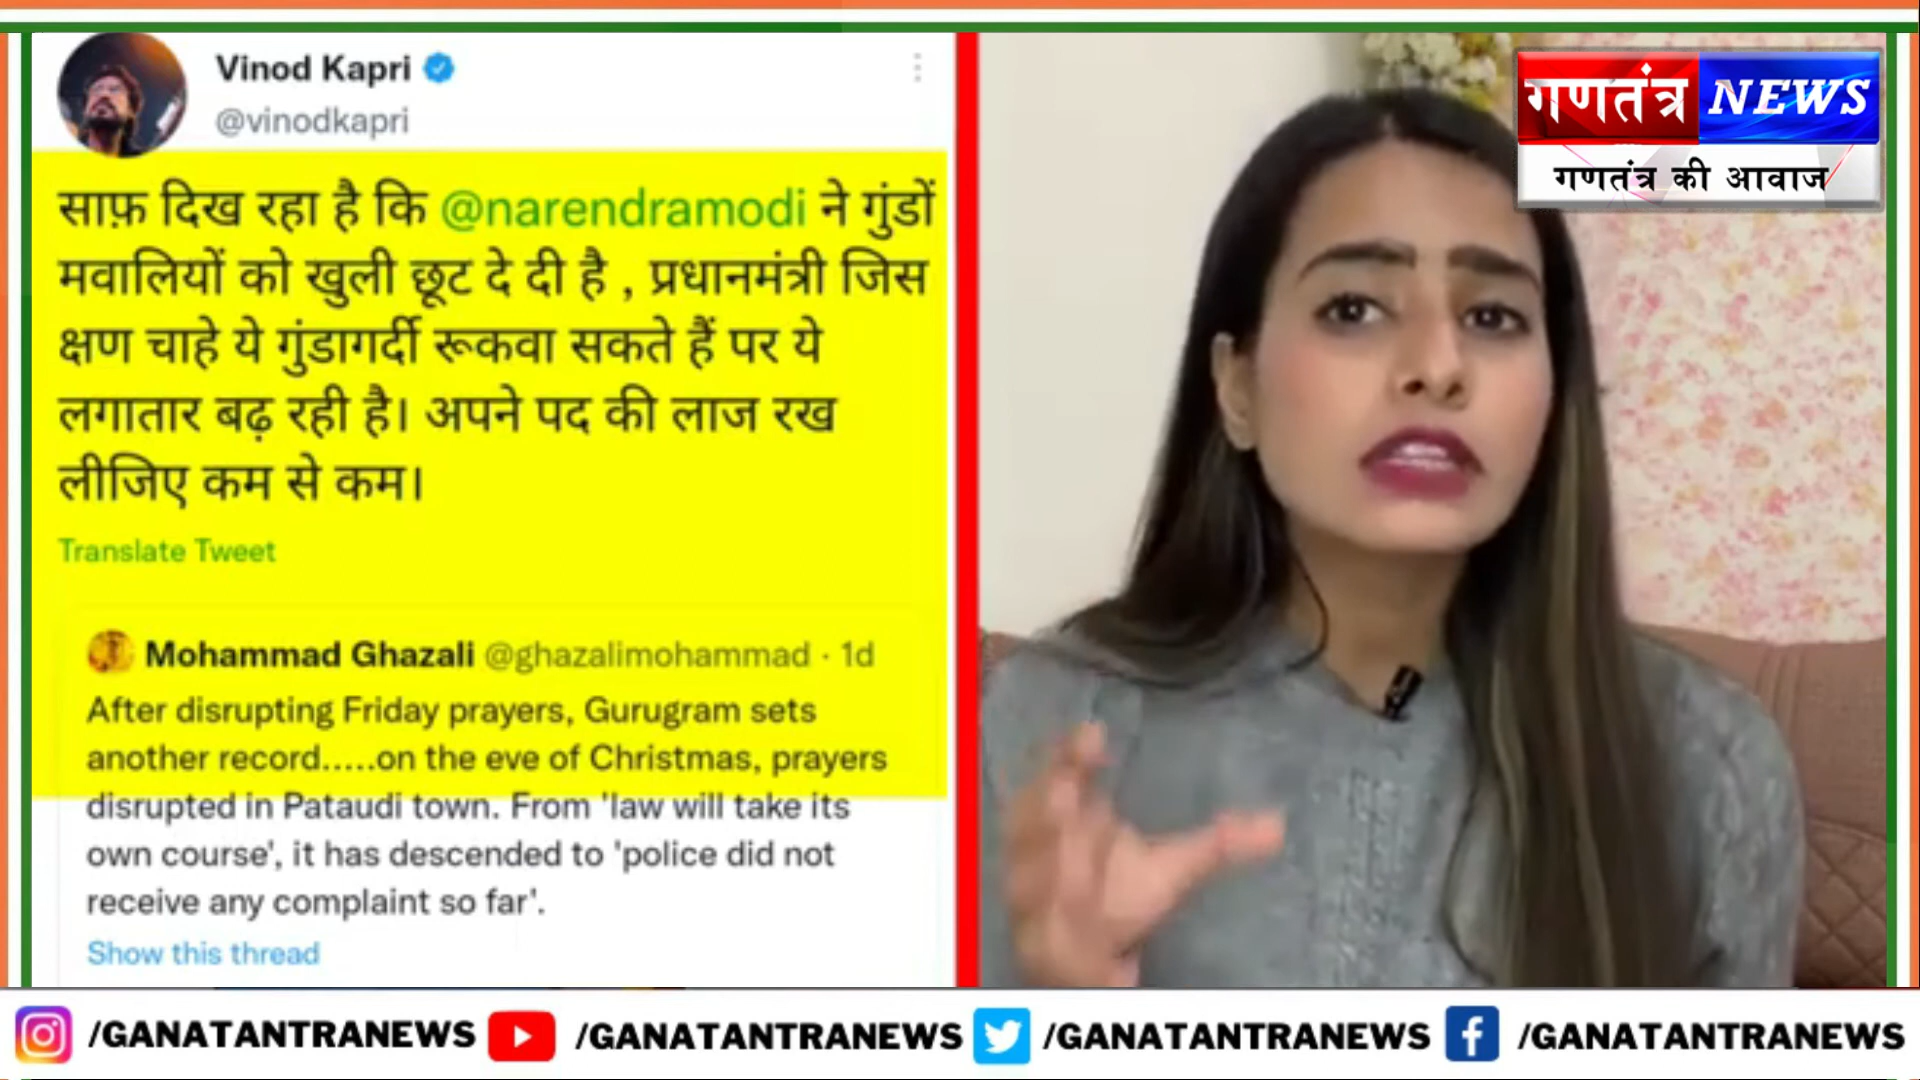 Vinod Kapri
@vinodkapri
साफ़ दिख रहा है कि @narendramodi ने गुंडों
मवालियों को खुली छूट दे दी है , प्रधानमंत्री जिस
क्षण चाहे ये गुंडागर्दी रूकवा सकते हैं पर ये
लगातार बढ़ रही है। अपने पद की लाज रख
लीजिए कम से कम।
Translate Tweet
Mohammad Ghazali @ghazalimohammad · 1d
After disrupting Friday prayers, Gurugram sets
another record.....on the eve of Christmas, prayers
disrupted in Pataudi town. From 'law will take its
own course', it has descended to 'police did not
receive any complaint so far'.
Show this thread
गणतंत्र NEWS
गणतंत्र की आवाज
/GANATANTRANEWS /GANATANTRANEWS /GANATANTRANEWS /GANATANTRANEWS